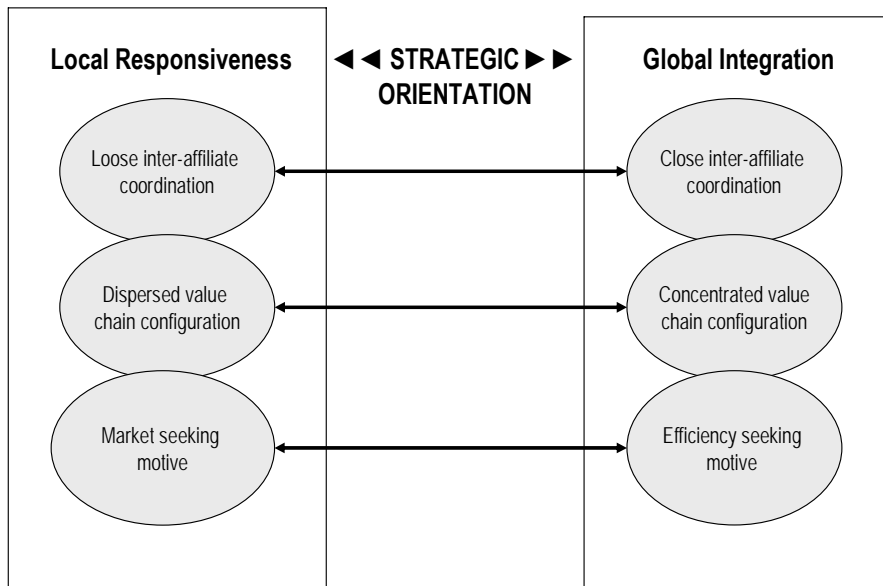 Local Responsiveness
◄ ◄ STRATEGIC ► ►
ORIENTATION
Global Integration
Loose inter-affiliate
coordination
Close inter-affiliate
coordination
Dispersed value
chain configuration
Concentrated value
chain configuration
Market seeking
motive
Efficiency seeking
motive